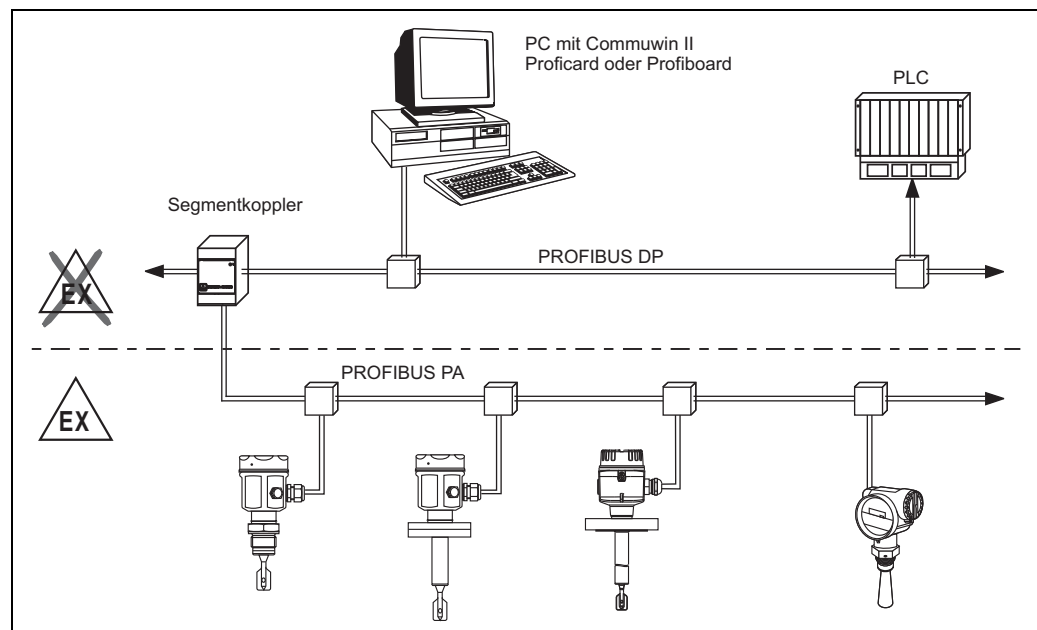 PC mit Commuwin II
Proficard oder Profiboard
PLC
Segmentkoppler
PROFIBUS DP
EX
PROFIBUS PA
EX